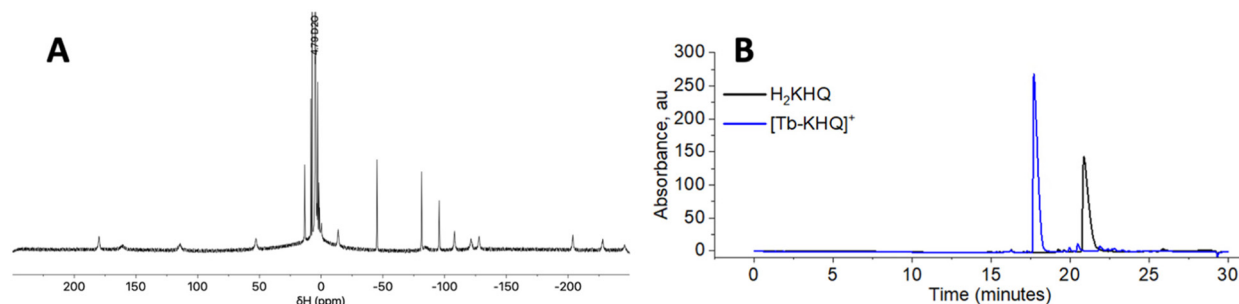 A
4.79 D2O
200 150 100 50 0 -50 -100 -150 -200
δH (ppm)
B
Absorbance, au
300
250
200
150
100
50
0
H₂KHQ
[Tb-KHQ]⁺
0 5 10 15 20 25 30
Time (minutes)